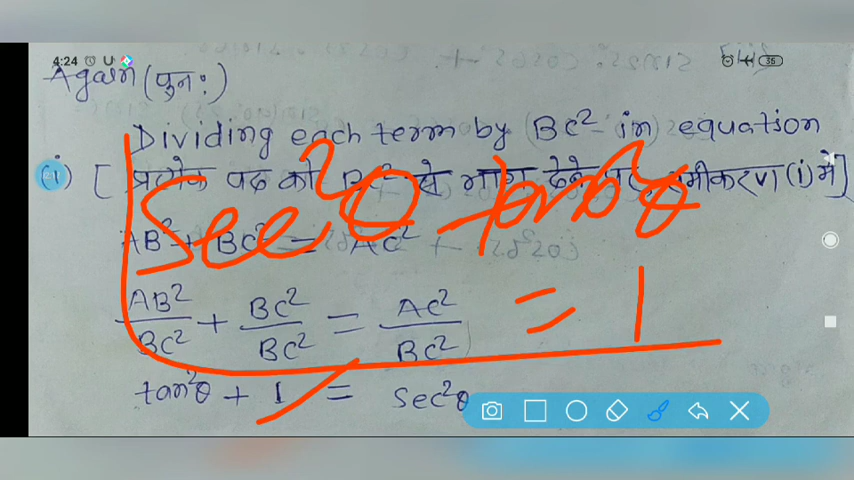 4:24
35
Again (पुनः)
Dividing each term by BC² in equation
(i) [प्रत्येक पद को BC² से भाग देने पर समीकरण (i) में]
sec²θ - tan²θ
AB² + BC² = AC²
= 1
AB²/BC² + BC²/BC² = AC²/BC²
tan²θ + 1 = sec²θ